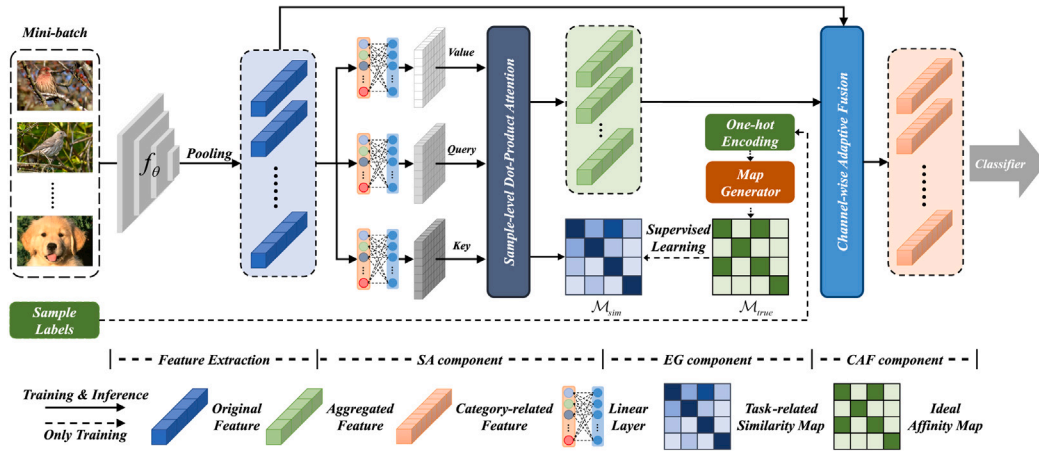 Mini-batch
f_θ
Pooling
Value
Query
Key
Sample-level Dot-Product Attention
One-hot
Encoding
Map
Generator
Supervised
Learning
M_sim
M_true
Channel-wise Adaptive Fusion
Classifier
Sample
Labels
Feature Extraction
SA component
EG component
CAF component
Training & Inference
Only Training
Original
Feature
Aggregated
Feature
Category-related
Feature
Linear
Layer
Task-related
Similarity Map
Ideal
Affinity Map